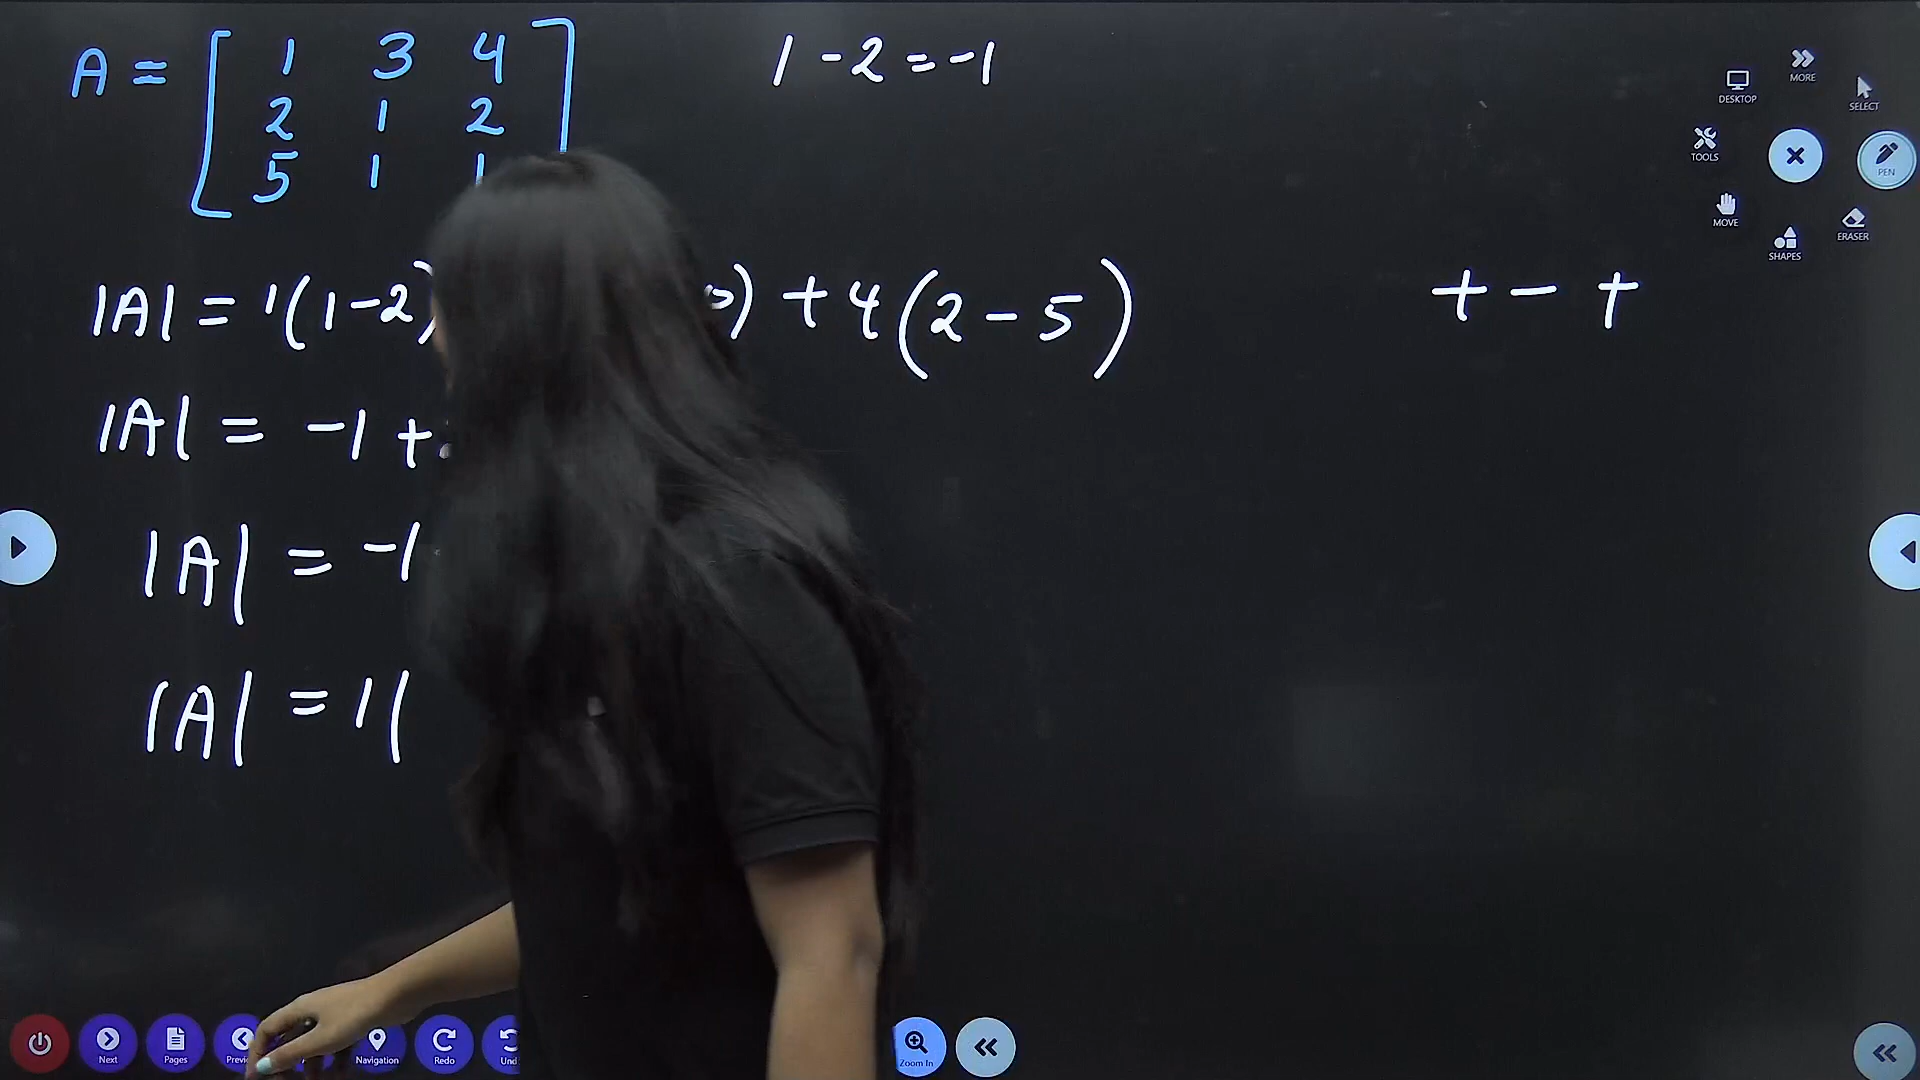 A = [ 1 3 4
2 1 2
5 1 1 ]
1 - 2 = -1
|A| = 1(1-2) ) + 4(2-5)
+ - +
|A| = -1 +
|A| = -1
|A| = 11
MORE
DESKTOP
SELECT
TOOLS
PEN
MOVE
ERASER
SHAPES
Next
Pages
Navigation
Redo
Zoom In